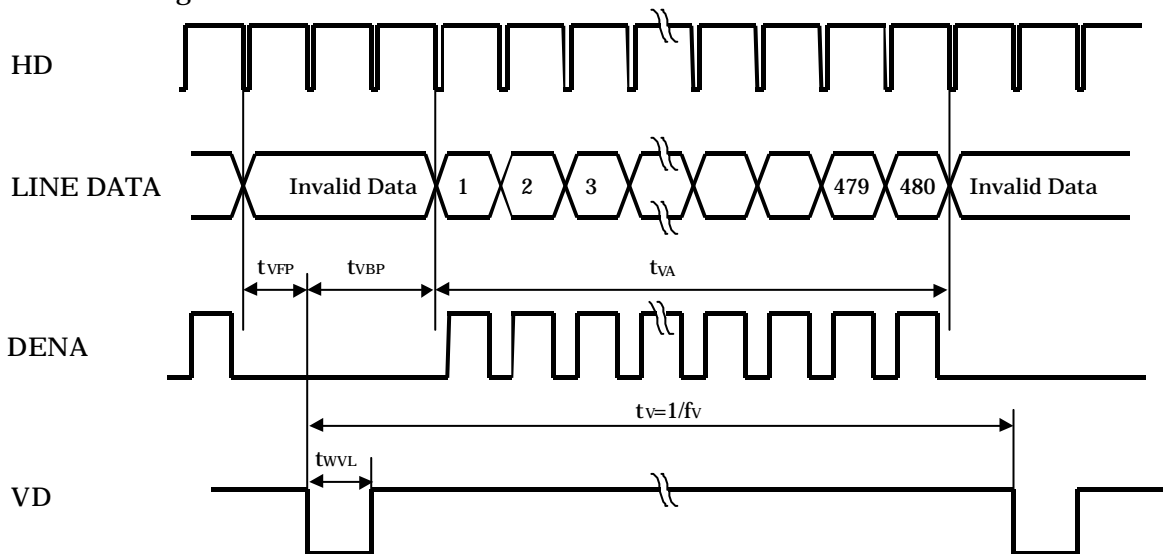 HD
LINE DATA
Invalid Data 1 2 3 479 480 Invalid Data
tVFP tVBP tVA
DENA
tV=1/fV
tWVL
VD